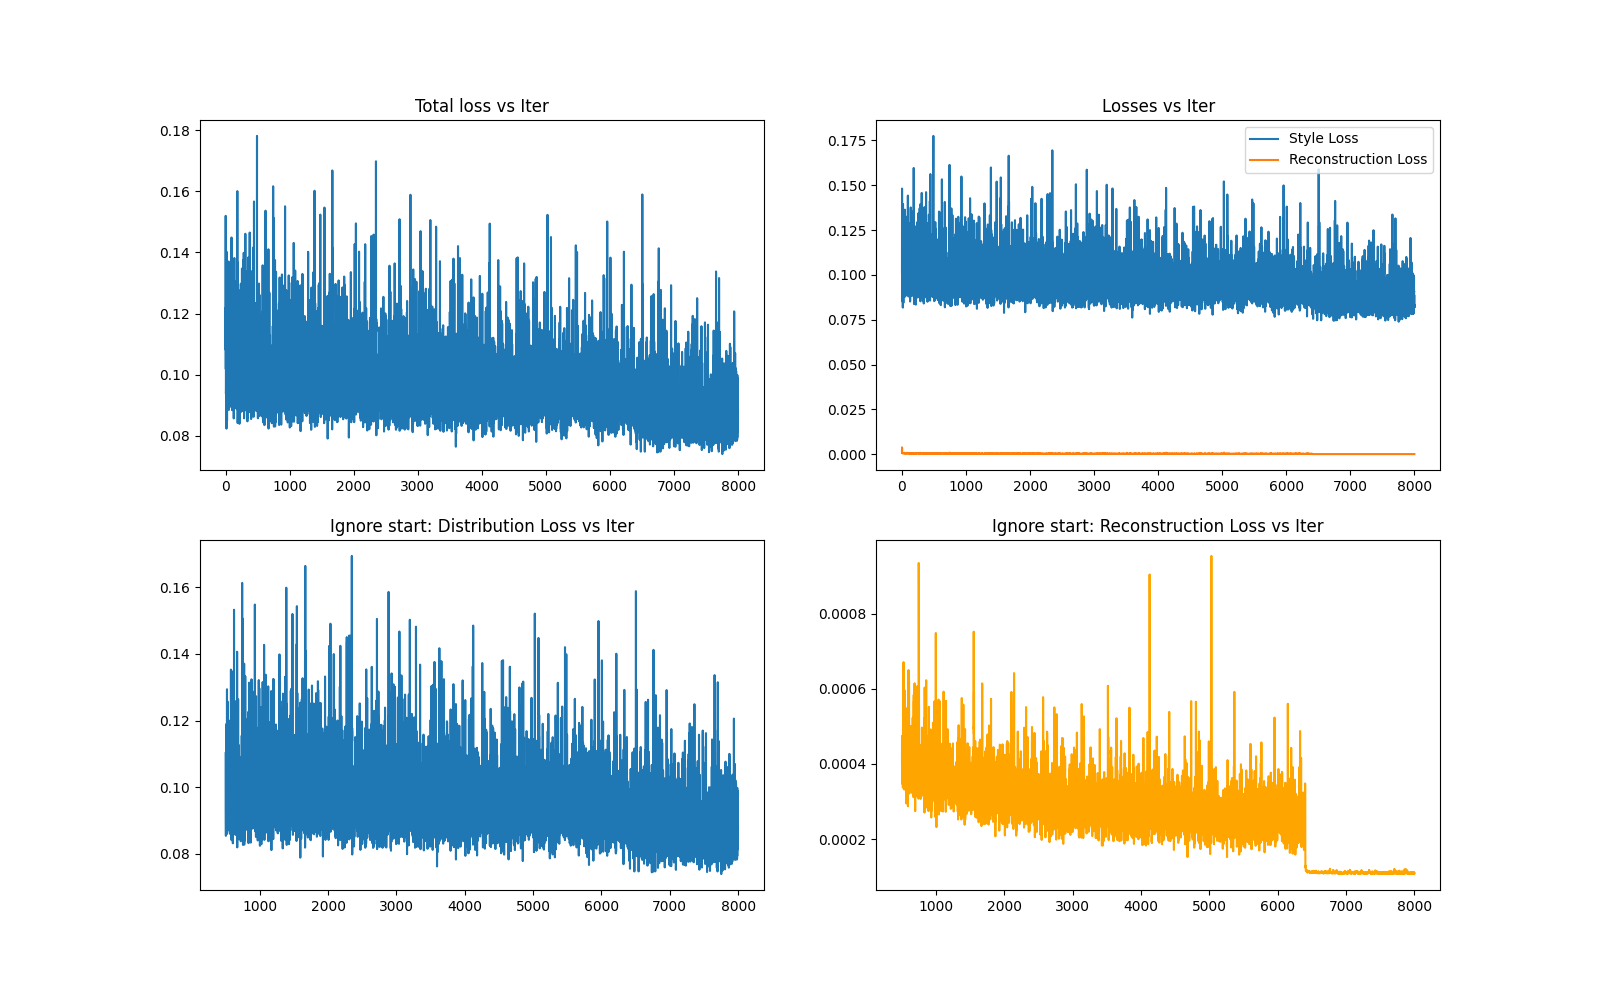 Total loss vs Iter
0.18
0.16
0.14
0.12
0.10
0.08
0 1000 2000 3000 4000 5000 6000 7000 8000
Losses vs Iter
Style Loss
Reconstruction Loss
0.175
0.150
0.125
0.100
0.075
0.050
0.025
0.000
0 1000 2000 3000 4000 5000 6000 7000 8000
Ignore start: Distribution Loss vs Iter
0.16
0.14
0.12
0.10
0.08
1000 2000 3000 4000 5000 6000 7000 8000
Ignore start: Reconstruction Loss vs Iter
0.0008
0.0006
0.0004
0.0002
1000 2000 3000 4000 5000 6000 7000 8000